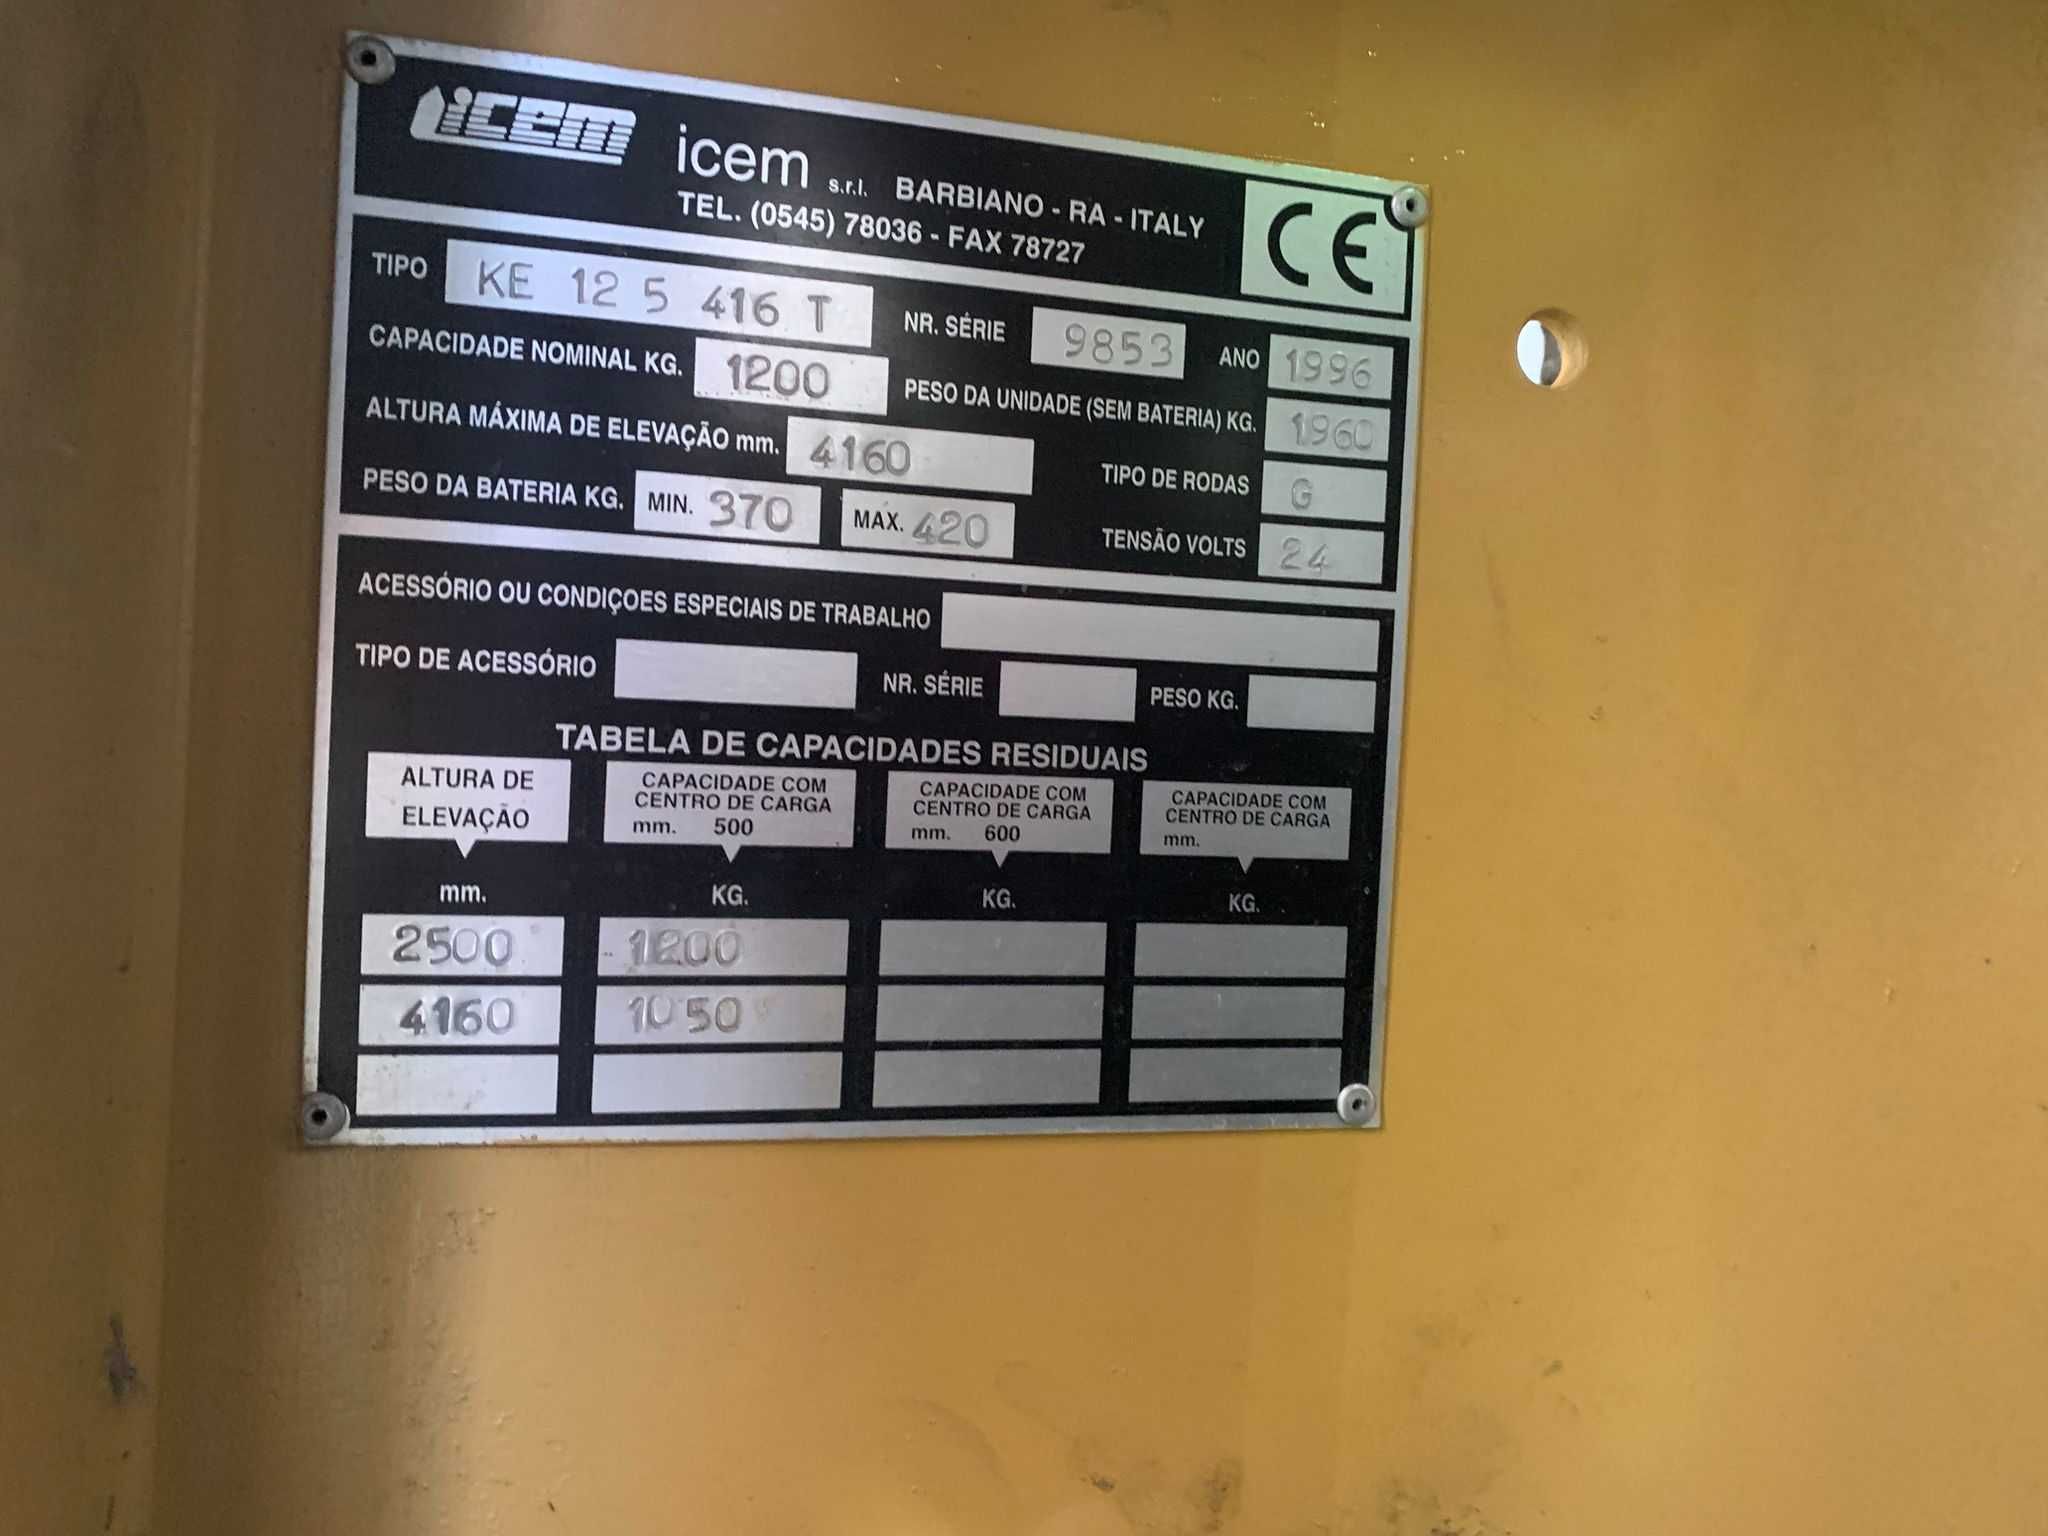 icem
icem s.r.l. BARBIANO - RA - ITALY
TEL. (0545) 78036 - FAX 78727
CE
TIPO KE 12 5 416 T NR. SÉRIE 9853 ANO 1996
CAPACIDADE NOMINAL KG. 1200 PESO DA UNIDADE (SEM BATERIA) KG. 1960
ALTURA MÁXIMA DE ELEVAÇÃO mm. 4160 TIPO DE RODAS G
PESO DA BATERIA KG. MIN. 370 MAX. 420 TENSÃO VOLTS 24
ACESSÓRIO OU CONDIÇOES ESPECIAIS DE TRABALHO
TIPO DE ACESSÓRIO NR. SÉRIE PESO KG.
TABELA DE CAPACIDADES RESIDUAIS
ALTURA DE
ELEVAÇÃO
mm.
CAPACIDADE COM
CENTRO DE CARGA
mm. 500
KG.
CAPACIDADE COM
CENTRO DE CARGA
mm. 600
KG.
CAPACIDADE COM
CENTRO DE CARGA
mm.
KG.
2500 1200
4160 1050